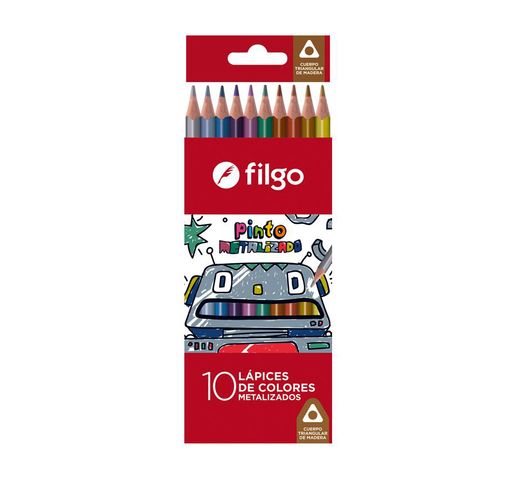 CUERPO
TRIANGULAR
DE MADERA
filgo
Pinto
METALIZADO
10 LÁPICES
DE COLORES
METALIZADOS
CUERPO
TRIANGULAR
DE MADERA